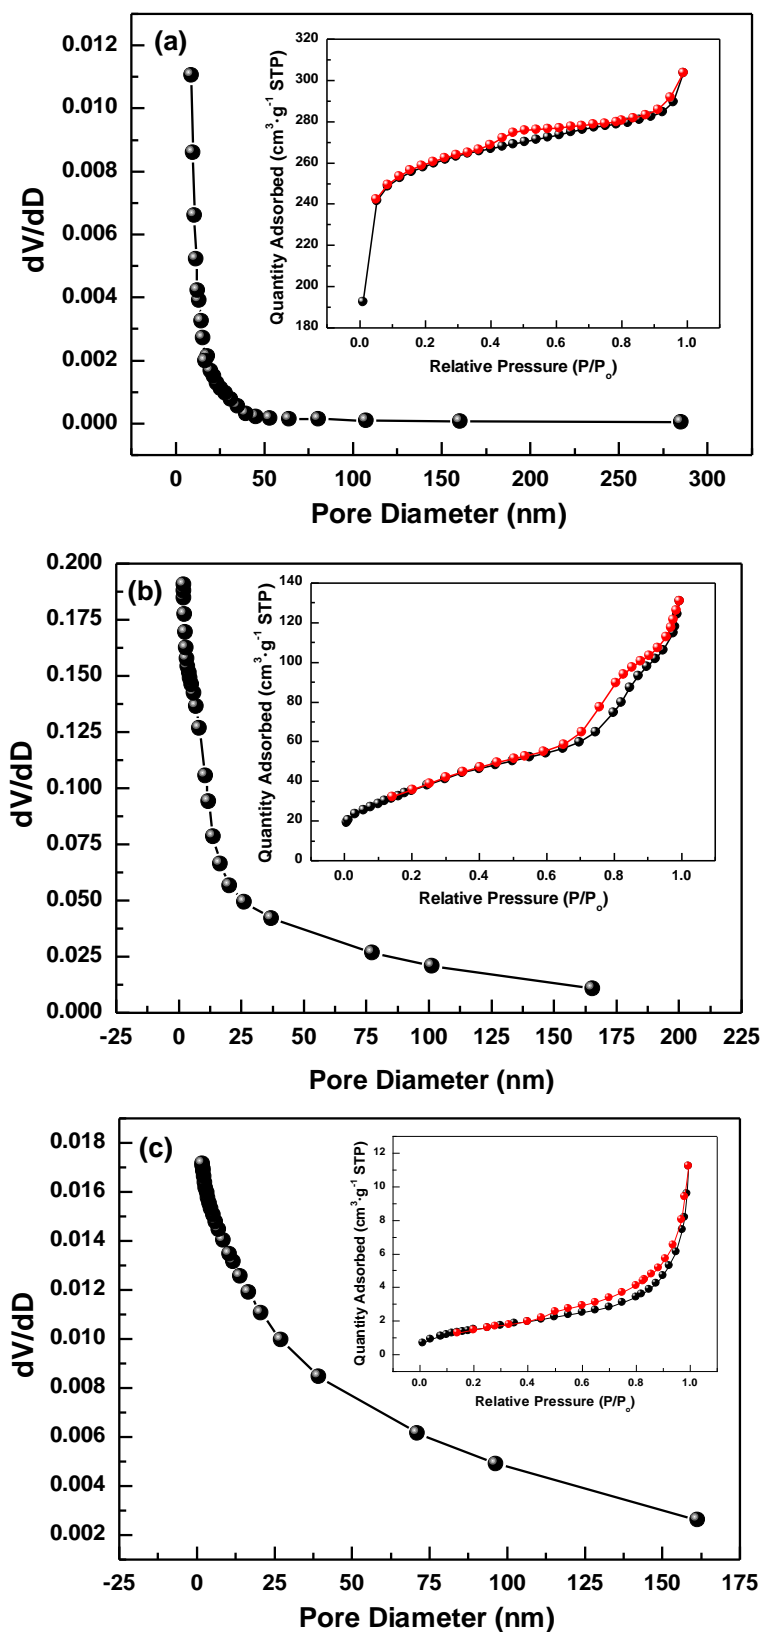 (a)
0.012
0.010
0.008
0.006
0.004
0.002
0.000
dV/dD
0 50 100 150 200 250 300
Pore Diameter (nm)
320
300
280
260
240
220
200
180
Quantity Adsorbed (cm³·g⁻¹ STP)
0.0 0.2 0.4 0.6 0.8 1.0
Relative Pressure (P/Pₒ)
(b)
0.200
0.175
0.150
0.125
0.100
0.075
0.050
0.025
0.000
dV/dD
-25 0 25 50 75 100 125 150 175 200 225
Pore Diameter (nm)
140
120
100
80
60
40
20
0
Quantity Adsorbed (cm³·g⁻¹ STP)
0.0 0.2 0.4 0.6 0.8 1.0
Relative Pressure (P/Pₒ)
(c)
0.018
0.016
0.014
0.012
0.010
0.008
0.006
0.004
0.002
dV/dD
-25 0 25 50 75 100 125 150 175
Pore Diameter (nm)
12
10
8
6
4
2
0
Quantity Adsorbed (cm³·g⁻¹ STP)
0.0 0.2 0.4 0.6 0.8 1.0
Relative Pressure (P/Pₒ)